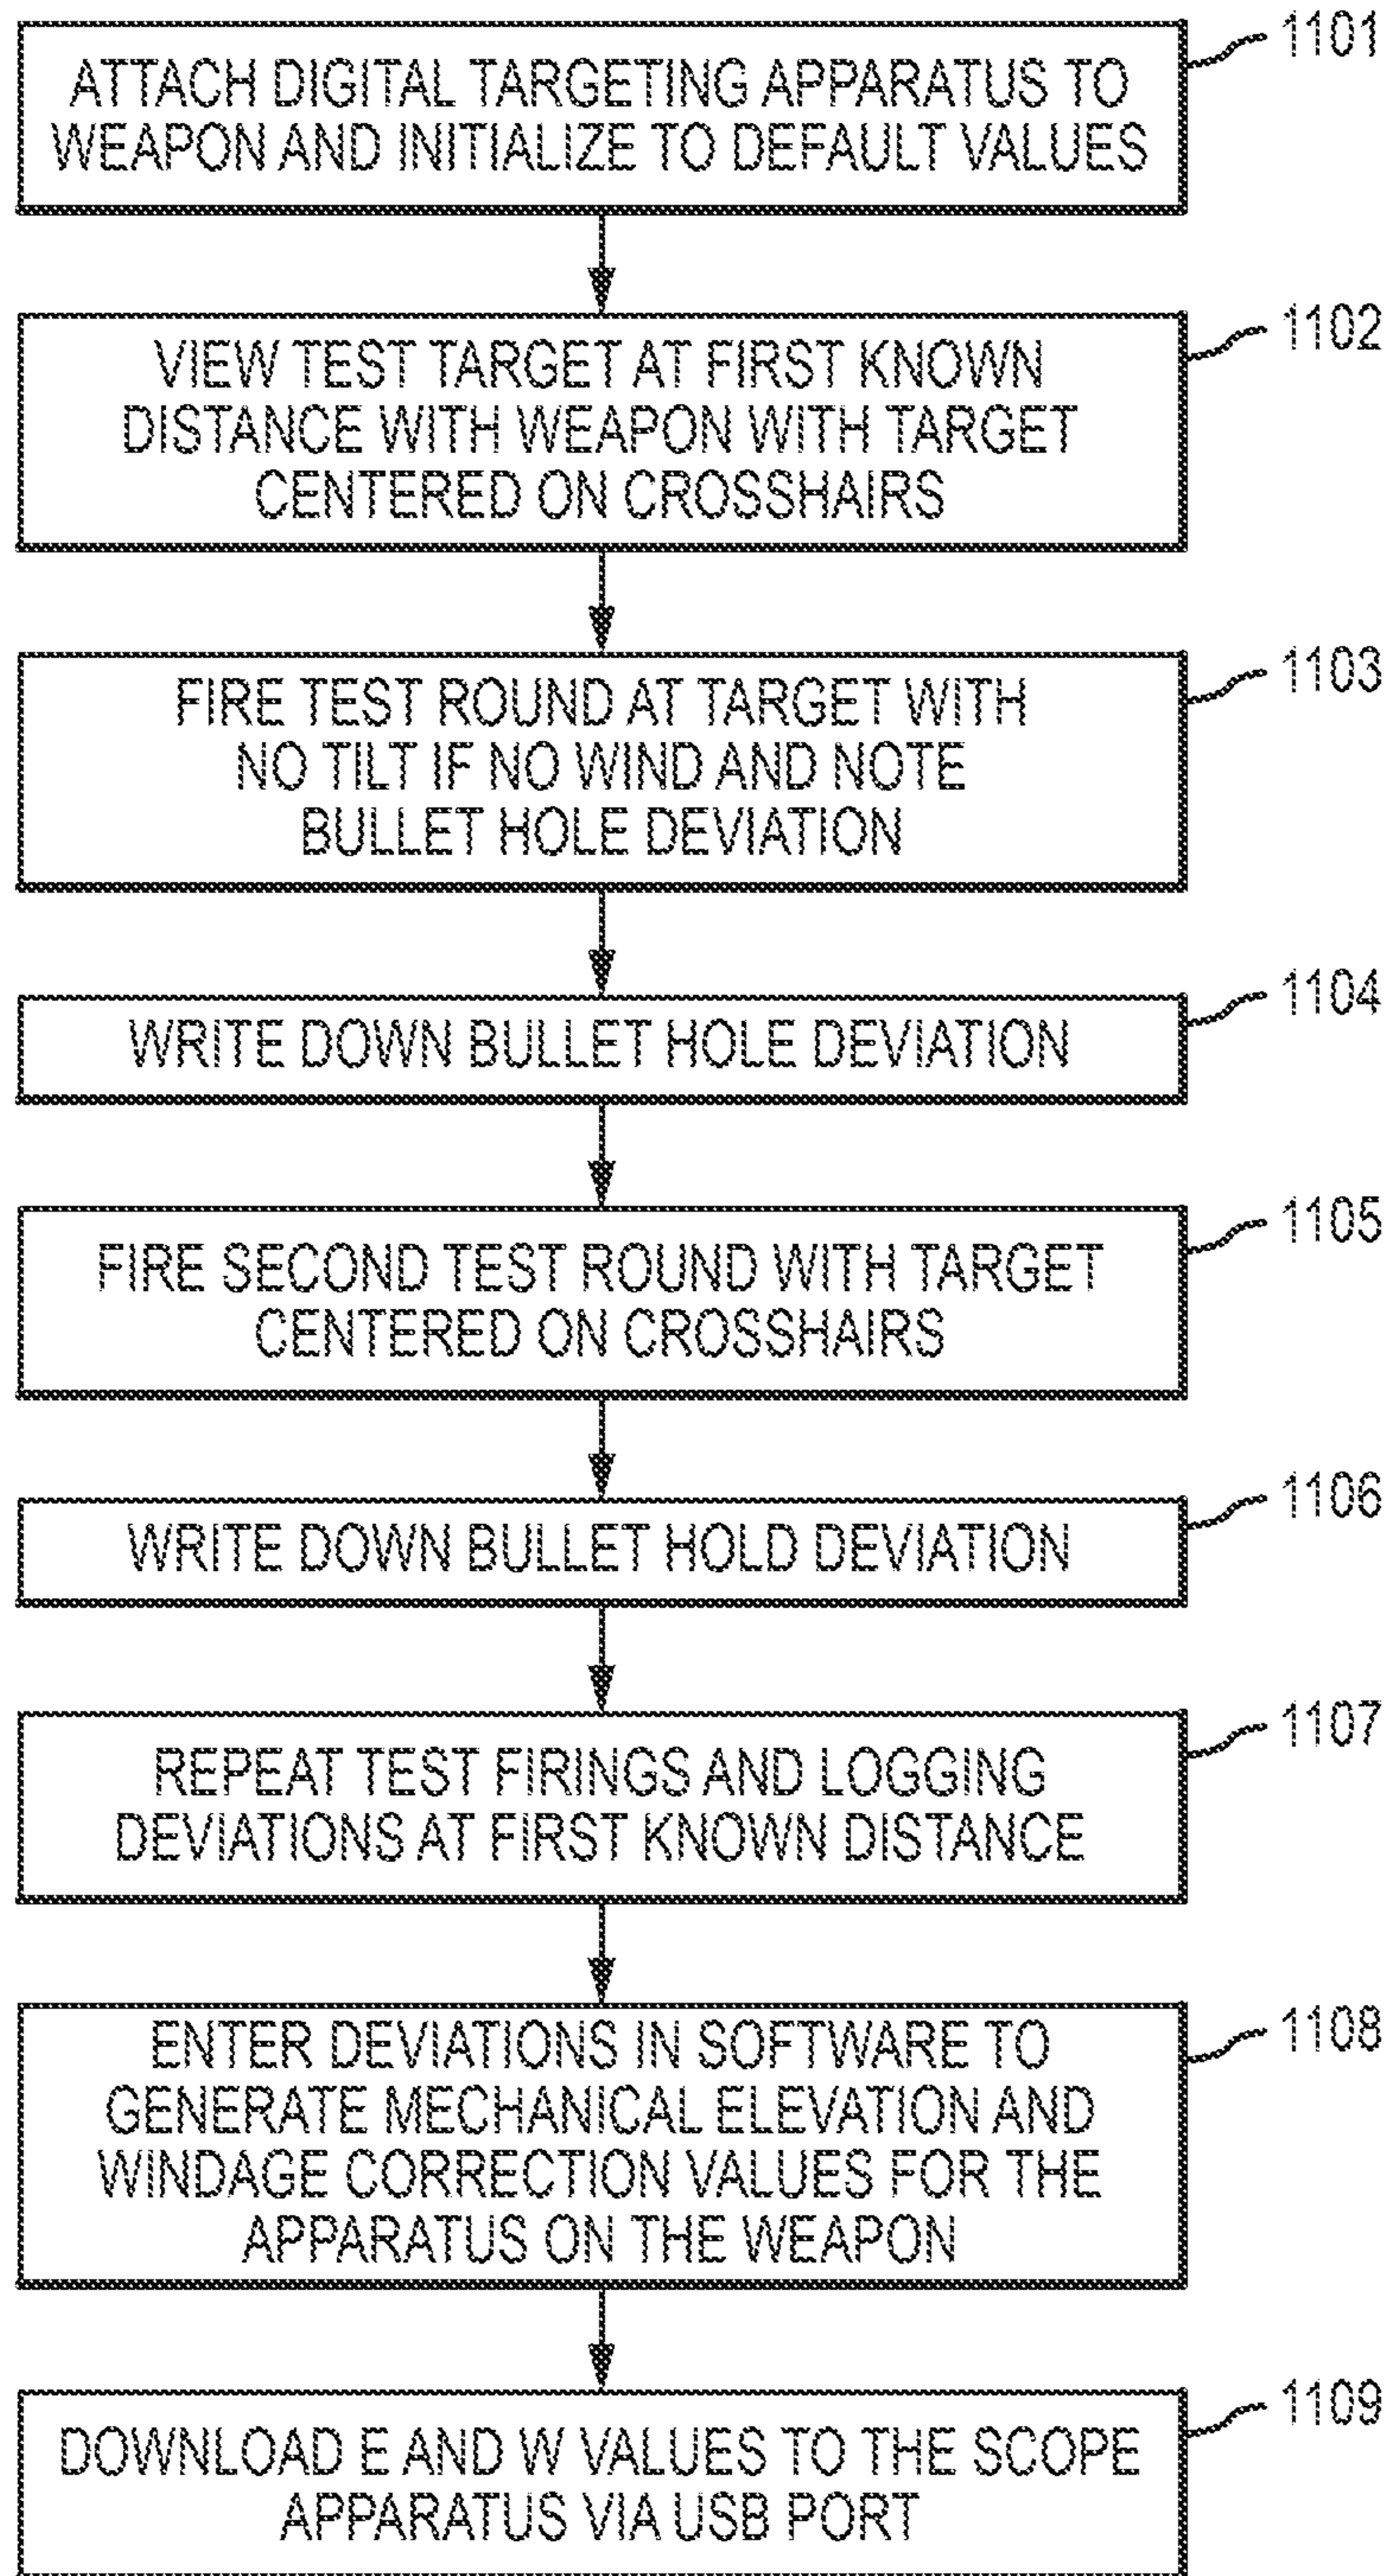 1101
ATTACH DIGITAL TARGETING APPARATUS TO
WEAPON AND INITIALIZE TO DEFAULT VALUES
1102
VIEW TEST TARGET AT FIRST KNOWN
DISTANCE WITH WEAPON WITH TARGET
CENTERED ON CROSSHAIRS
1103
FIRE TEST ROUND AT TARGET WITH
NO TILT IF NO WIND AND NOTE
BULLET HOLE DEVIATION
1104
WRITE DOWN BULLET HOLE DEVIATION
1105
FIRE SECOND TEST ROUND WITH TARGET
CENTERED ON CROSSHAIRS
1106
WRITE DOWN BULLET HOLD DEVIATION
1107
REPEAT TEST FIRINGS AND LOGGING
DEVIATIONS AT FIRST KNOWN DISTANCE
1108
ENTER DEVIATIONS IN SOFTWARE TO
GENERATE MECHANICAL ELEVATION AND
WINDAGE CORRECTION VALUES FOR THE
APPARATUS ON THE WEAPON
1109
DOWNLOAD E AND W VALUES TO THE SCOPE
APPARATUS VIA USB PORT